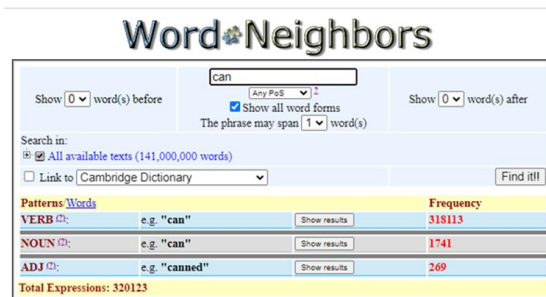 Word Neighbors
can
Show 0 word(s) before Any PoS ? Show 0 word(s) after
Show all word forms
The phrase may span 1 word(s)
Search in:
All available texts (141,000,000 words)
Link to Cambridge Dictionary Find it!!
Patterns/Words Frequency
VERB (?): e.g. "can" Show results 318113
NOUN (?): e.g. "can" Show results 1741
ADJ (?): e.g. "canned" Show results 269
Total Expressions: 320123